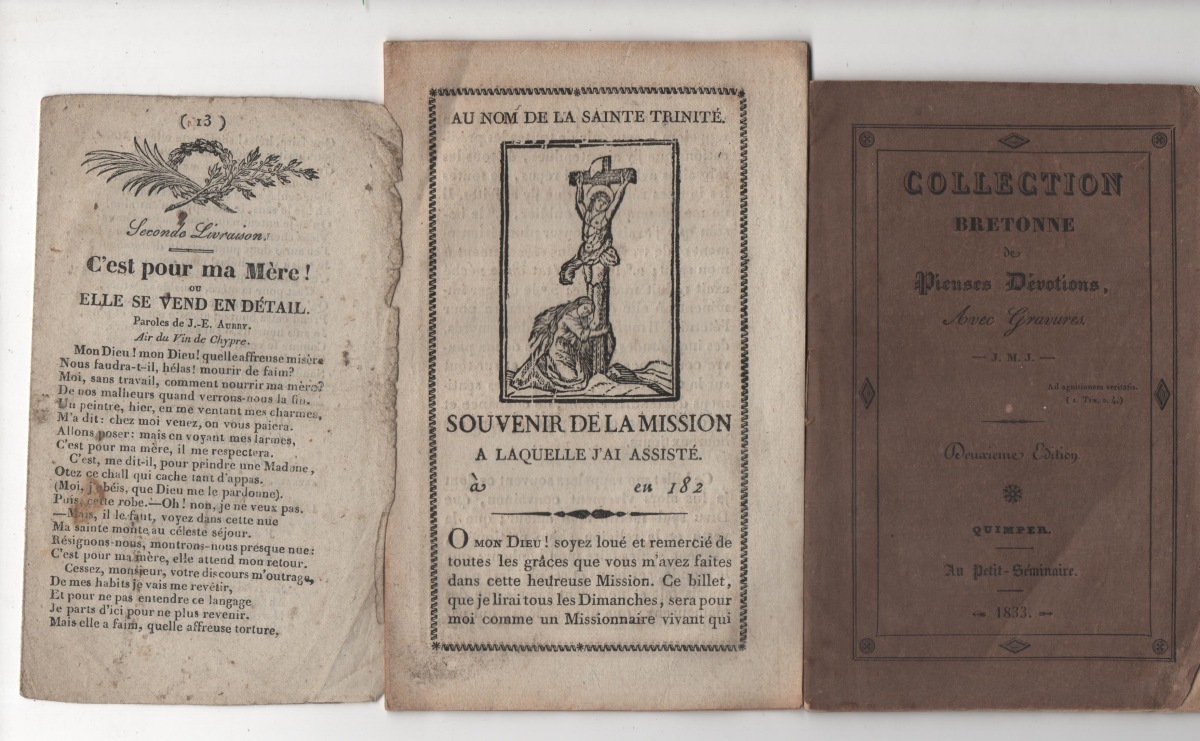 ( 13 )
Seconde Livraison.
C'est pour ma Mère !
OU
ELLE SE VEND EN DÉTAIL.
Paroles de J.-E. AUBRY.
Air du Vin de Chypre.
Mon Dieu ! mon Dieu ! quelle affreuse misère
Nous faudra-t-il, hélas! mourir de faim?
Moi, sans travail, comment nourrir ma mère?
De nos malheurs quand verrons-nous la fin.
Un peintre, hier, en me ventant mes charmes,
M'a dit : chez moi venez, on vous paiera.
Allons poser : mais en voyant mes larmes,
C'est pour ma mère, il me respectera.
C'est, me dit-il, pour peindre une Madone,
Otez ce chall qui cache tant d'appas.
(Moi, j'obéis, que Dieu me le pardonne).
Puis, cette robe.—Oh ! non, je ne veux pas.
—Mais, il le faut, voyez dans cette nue
Ma sainte monte au céleste séjour.
Résignons-nous, montrons-nous presque nue:
C'est pour ma mère, elle attend mon retour.
Cessez, monsieur, votre discours m'outrage,
De mes habits je vais me revêtir,
Et pour ne pas entendre ce langage
Je pars d'ici pour ne plus revenir.
Mais elle a faim, quelle affreuse torture,
AU NOM DE LA SAINTE TRINITÉ.
SOUVENIR DE LA MISSION
A LAQUELLE J'AI ASSISTÉ.
à en 182
O MON DIEU ! soyez loué et remercié de
toutes les grâces que vous m'avez faites
dans cette heureuse Mission. Ce billet,
que je lirai tous les Dimanches, sera pour
moi comme un Missionnaire vivant qui
COLLECTION
BRETONNE
de
Pieuses Dévotions,
Avec Gravures.
— J. M. J. —
Ad agnitionem veritatis.
( 1. TIM. 2. 4.)
Deuxième Edition.
QUIMPER.
Au Petit-Séminaire.
1833.